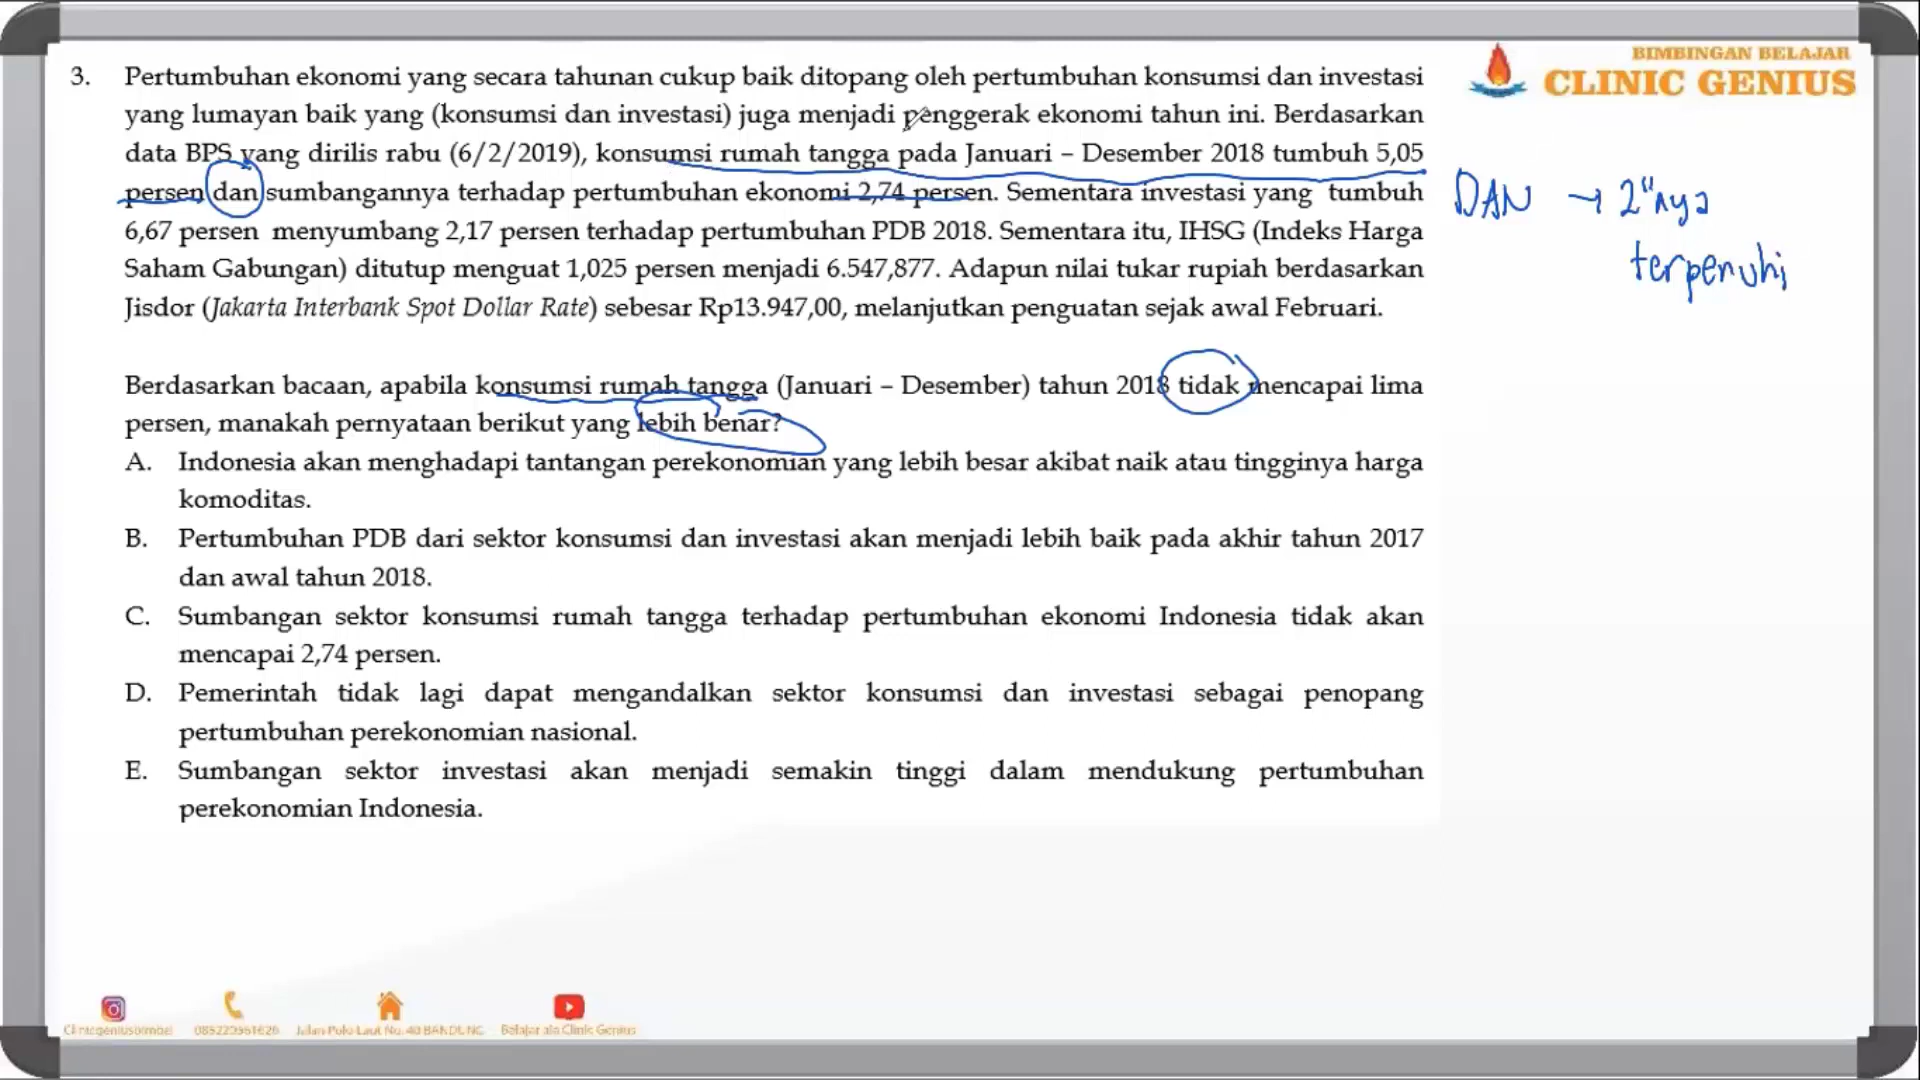 BIMBINGAN BELAJAR
CLINIC GENIUS
3. Pertumbuhan ekonomi yang secara tahunan cukup baik ditopang oleh pertumbuhan konsumsi dan investasi
yang lumayan baik yang (konsumsi dan investasi) juga menjadi penggerak ekonomi tahun ini. Berdasarkan
data BPS yang dirilis rabu (6/2/2019), konsumsi rumah tangga pada Januari – Desember 2018 tumbuh 5,05
persen dan sumbangannya terhadap pertumbuhan ekonomi 2,74 persen. Sementara investasi yang tumbuh
6,67 persen menyumbang 2,17 persen terhadap pertumbuhan PDB 2018. Sementara itu, IHSG (Indeks Harga
Saham Gabungan) ditutup menguat 1,025 persen menjadi 6.547,877. Adapun nilai tukar rupiah berdasarkan
Jisdor (Jakarta Interbank Spot Dollar Rate) sebesar Rp13.947,00, melanjutkan penguatan sejak awal Februari.
DAN → 2"nya
terpenuhi
Berdasarkan bacaan, apabila konsumsi rumah tangga (Januari – Desember) tahun 2018 tidak mencapai lima
persen, manakah pernyataan berikut yang lebih benar?
A. Indonesia akan menghadapi tantangan perekonomian yang lebih besar akibat naik atau tingginya harga
komoditas.
B. Pertumbuhan PDB dari sektor konsumsi dan investasi akan menjadi lebih baik pada akhir tahun 2017
dan awal tahun 2018.
C. Sumbangan sektor konsumsi rumah tangga terhadap pertumbuhan ekonomi Indonesia tidak akan
mencapai 2,74 persen.
D. Pemerintah tidak lagi dapat mengandalkan sektor konsumsi dan investasi sebagai penopang
pertumbuhan perekonomian nasional.
E. Sumbangan sektor investasi akan menjadi semakin tinggi dalam mendukung pertumbuhan
perekonomian Indonesia.
Jalan Pulo Laut No. 40 BANDUNG Belajar ala Clinic Genius